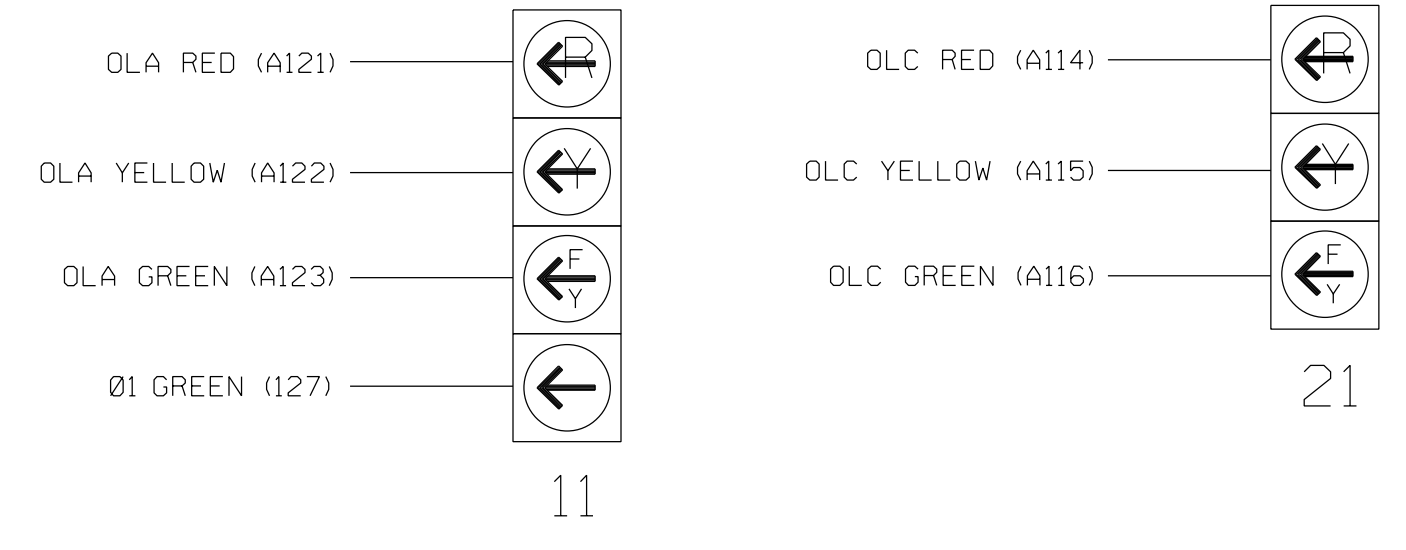 OLA RED (A121)
R
OLA YELLOW (A122)
Y
OLA GREEN (A123)
F
Y
Ø1 GREEN (127)
11
OLC RED (A114)
R
OLC YELLOW (A115)
Y
OLC GREEN (A116)
F
Y
21